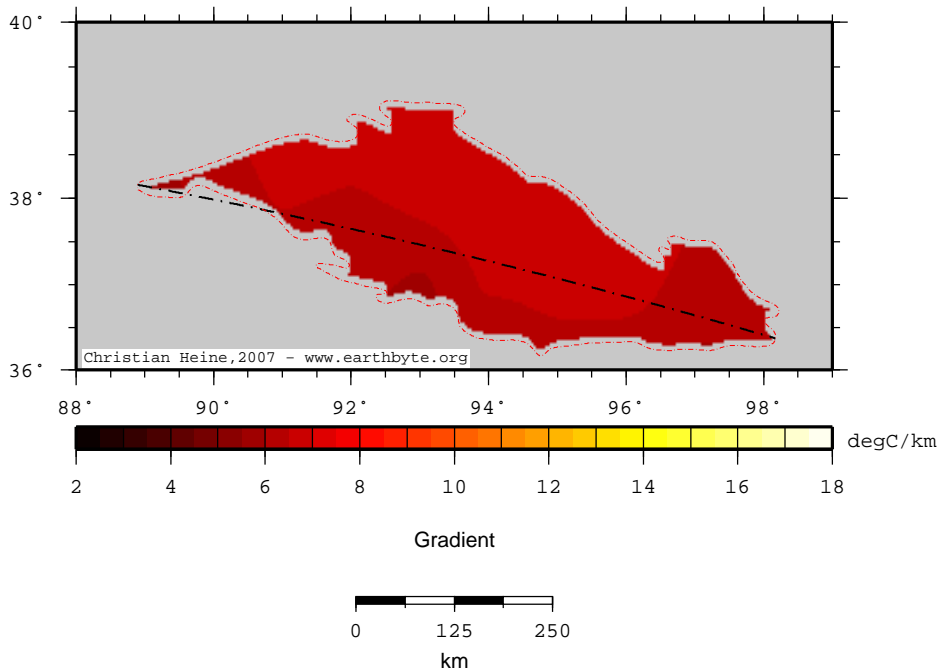 40°
38°
36°
Christian Heine,2007 - www.earthbyte.org
88° 90° 92° 94° 96° 98°
degC/km
2 4 6 8 10 12 14 16 18
Gradient
0 125 250
km